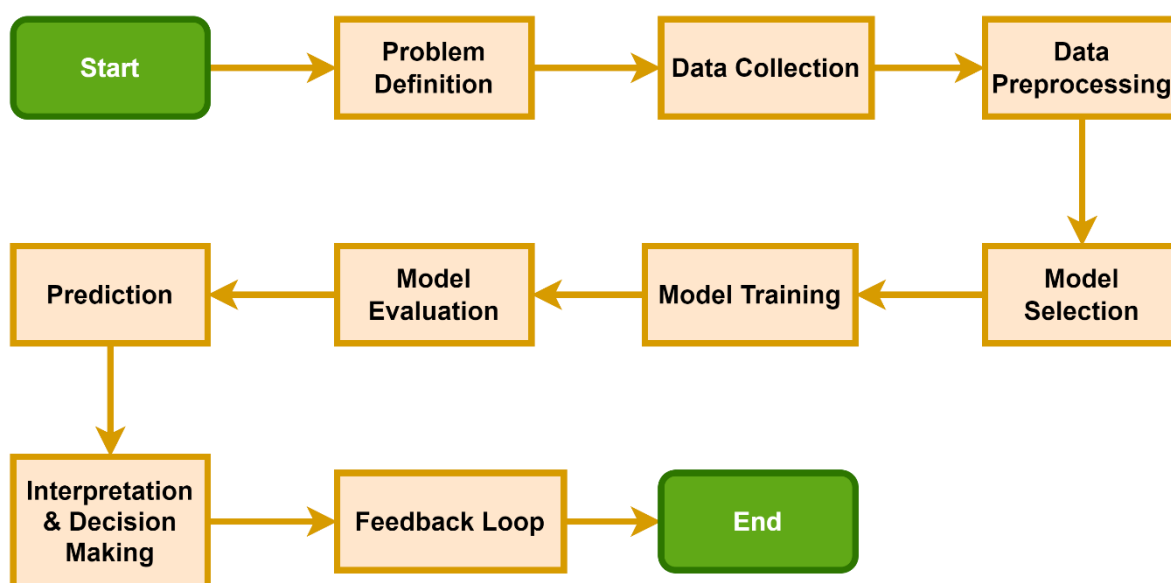 Start
Problem
Definition
Data Collection
Data
Preprocessing
Model
Selection
Model Training
Model
Evaluation
Prediction
Interpretation
& Decision
Making
Feedback Loop
End